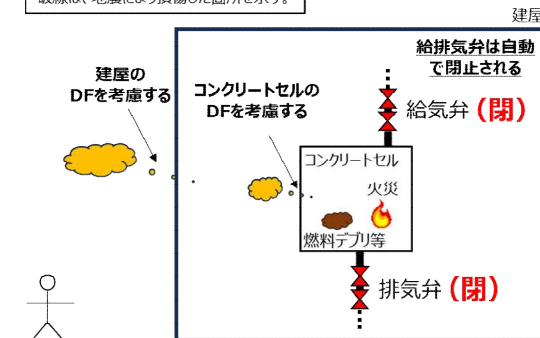 破線は、地震により損傷した箇所を示す。
建屋
給排気弁は自動
で閉止される
建屋の
DFを考慮する
コンクリートセルの
DFを考慮する
給気弁(閉)
コンクリートセル
火災
燃料デブリ等
排気弁(閉)